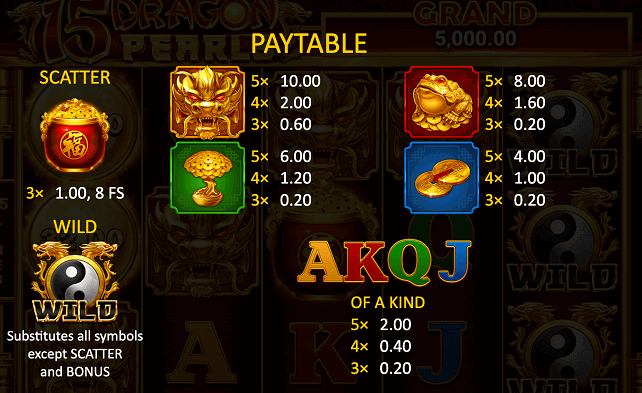 15 DRAGON
PEARLS
GRAND
5,000.00
PAYTABLE
SCATTER
福
3× 1.00, 8 FS
WILD
WILD
Substitutes all symbols
except SCATTER
and BONUS
5× 10.00
4× 2.00
3× 0.60
5× 8.00
4× 1.60
3× 0.20
5× 6.00
4× 1.20
3× 0.20
5× 4.00
4× 1.00
3× 0.20
A K Q J
OF A KIND
5× 2.00
4× 0.40
3× 0.20
WILD
WILD
WILD
A
K
J